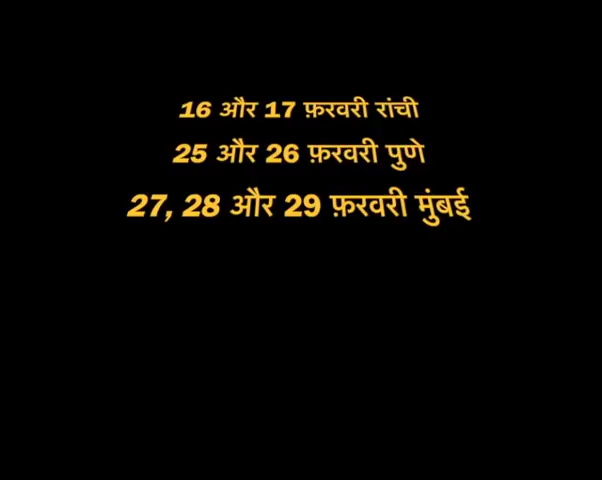 16 और 17 फ़रवरी रांची
25 और 26 फ़रवरी पुणे
27, 28 और 29 फ़रवरी मुंबई